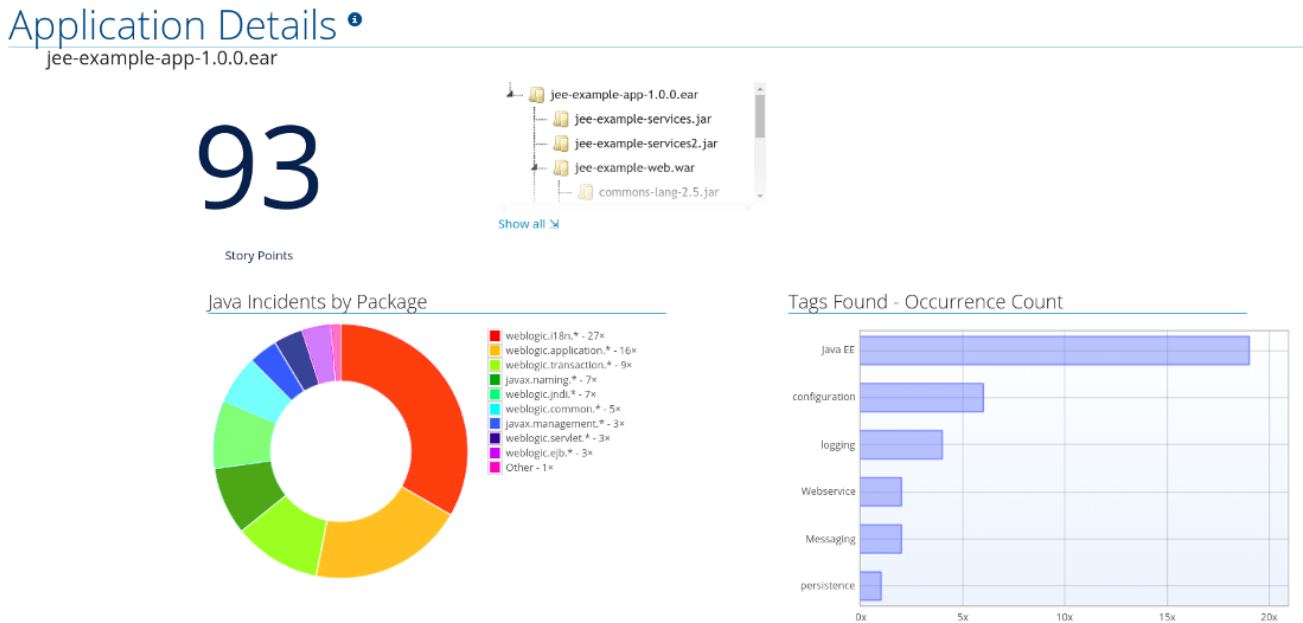 Application Details
jee-example-app-1.0.0.ear
93
Story Points
jee-example-app-1.0.0.ear
jee-example-services.jar
jee-example-services2.jar
jee-example-web.war
commons-lang-2.5.jar
Show all
Java Incidents by Package
weblogic.i18n.* - 27×
weblogic.application.* - 16×
weblogic.transaction.* - 9×
javax.naming.* - 7×
weblogic.jndi.* - 7×
weblogic.common.* - 5×
javax.management.* - 3×
weblogic.servlet.* - 3×
weblogic.ejb.* - 3×
Other - 1×
Tags Found - Occurrence Count
Java EE
configuration
logging
Webservice
Messaging
persistence
0x 5x 10x 15x 20x